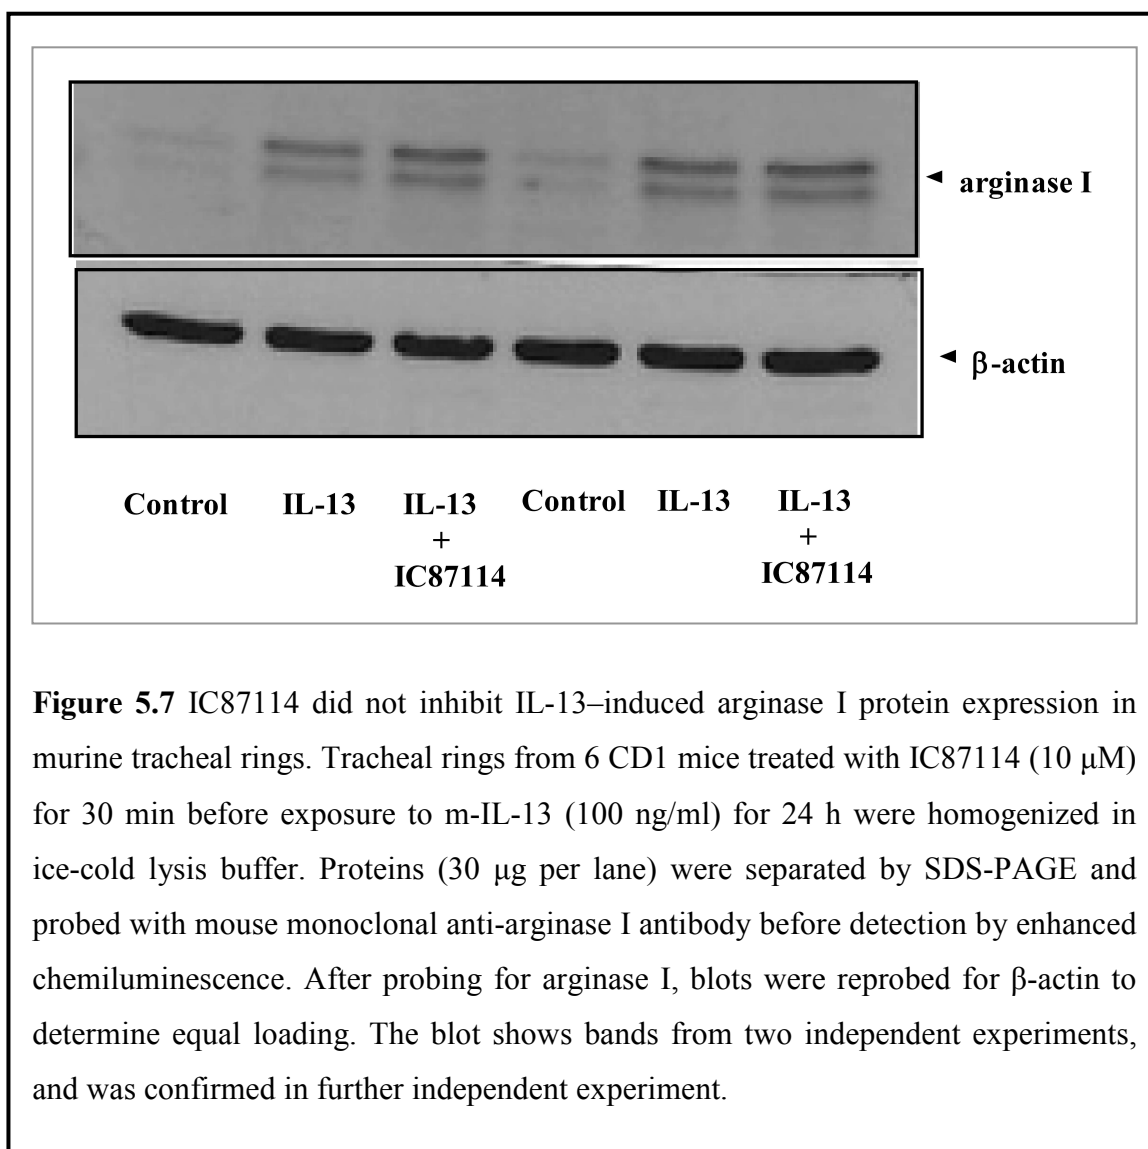 ◄ arginase I
◄ β-actin
Control IL-13 IL-13 Control IL-13 IL-13
+ +
IC87114 IC87114
Figure 5.7 IC87114 did not inhibit IL-13–induced arginase I protein expression in
murine tracheal rings. Tracheal rings from 6 CD1 mice treated with IC87114 (10 μM)
for 30 min before exposure to m-IL-13 (100 ng/ml) for 24 h were homogenized in
ice-cold lysis buffer. Proteins (30 μg per lane) were separated by SDS-PAGE and
probed with mouse monoclonal anti-arginase I antibody before detection by enhanced
chemiluminescence. After probing for arginase I, blots were reprobed for β-actin to
determine equal loading. The blot shows bands from two independent experiments,
and was confirmed in further independent experiment.